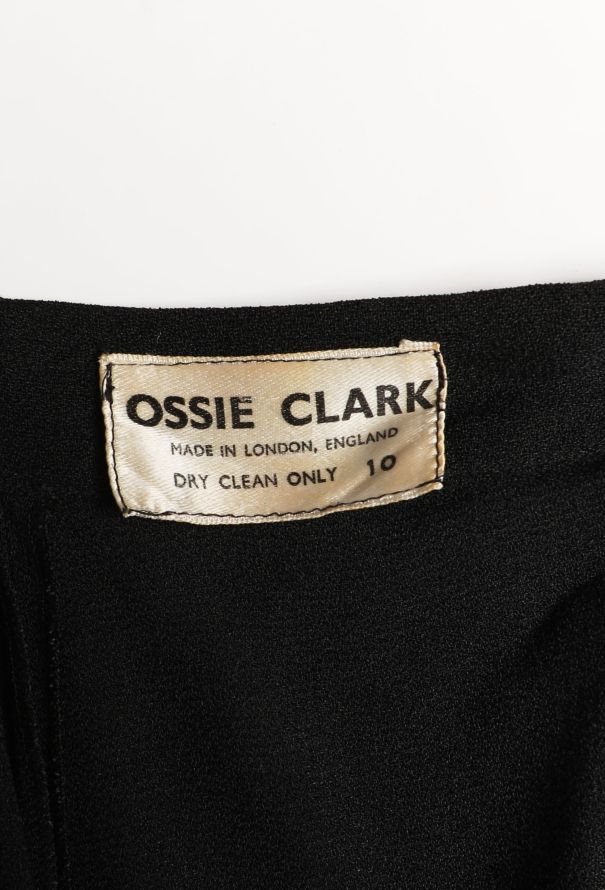 OSSIE CLARK
MADE IN LONDON, ENGLAND
DRY CLEAN ONLY 10